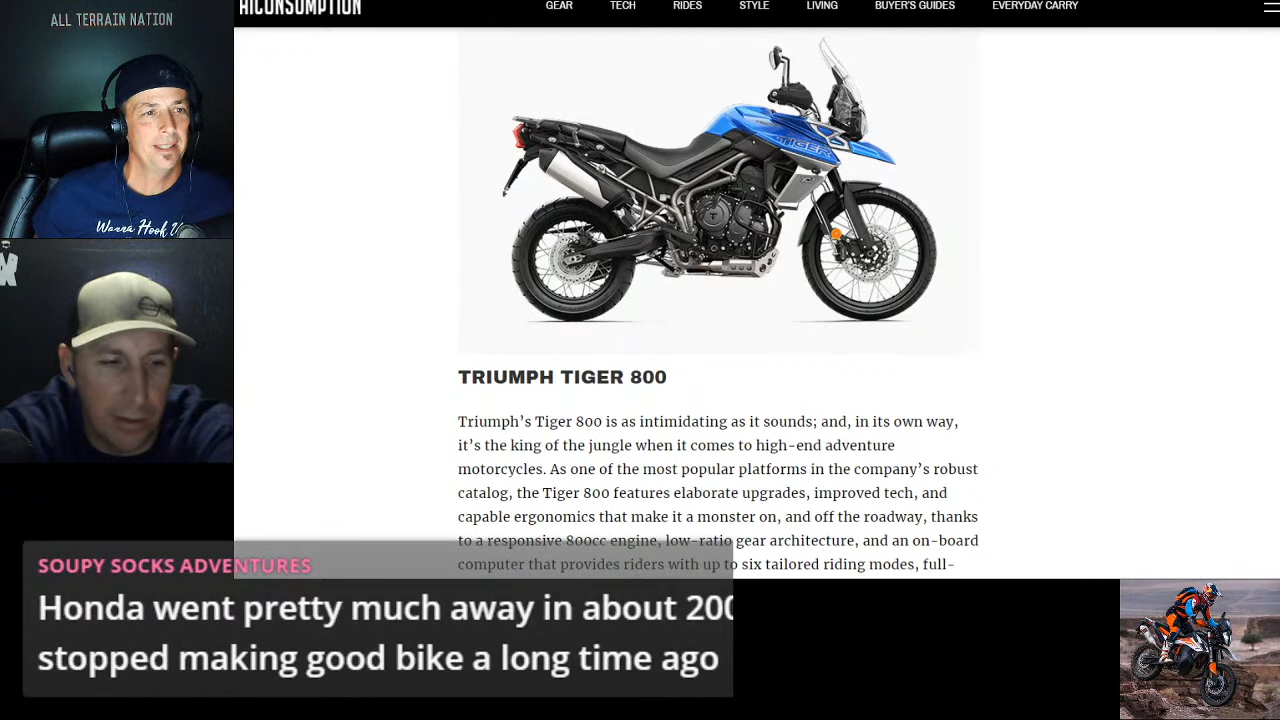 ALL TERRAIN NATION
HICONSUMPTION
GEAR TECH RIDES STYLE LIVING BUYER'S GUIDES EVERYDAY CARRY
TIGER
Wanna Hook
TRIUMPH TIGER 800
Triumph’s Tiger 800 is as intimidating as it sounds; and, in its own way,
it’s the king of the jungle when it comes to high-end adventure
motorcycles. As one of the most popular platforms in the company’s robust
catalog, the Tiger 800 features elaborate upgrades, improved tech, and
capable ergonomics that make it a monster on, and off the roadway, thanks
to a responsive 800cc engine, low-ratio gear architecture, and an on-board
computer that provides riders with up to six tailored riding modes, full-
SOUPY SOCKS ADVENTURES
Honda went pretty much away in about 200
stopped making good bike a long time ago